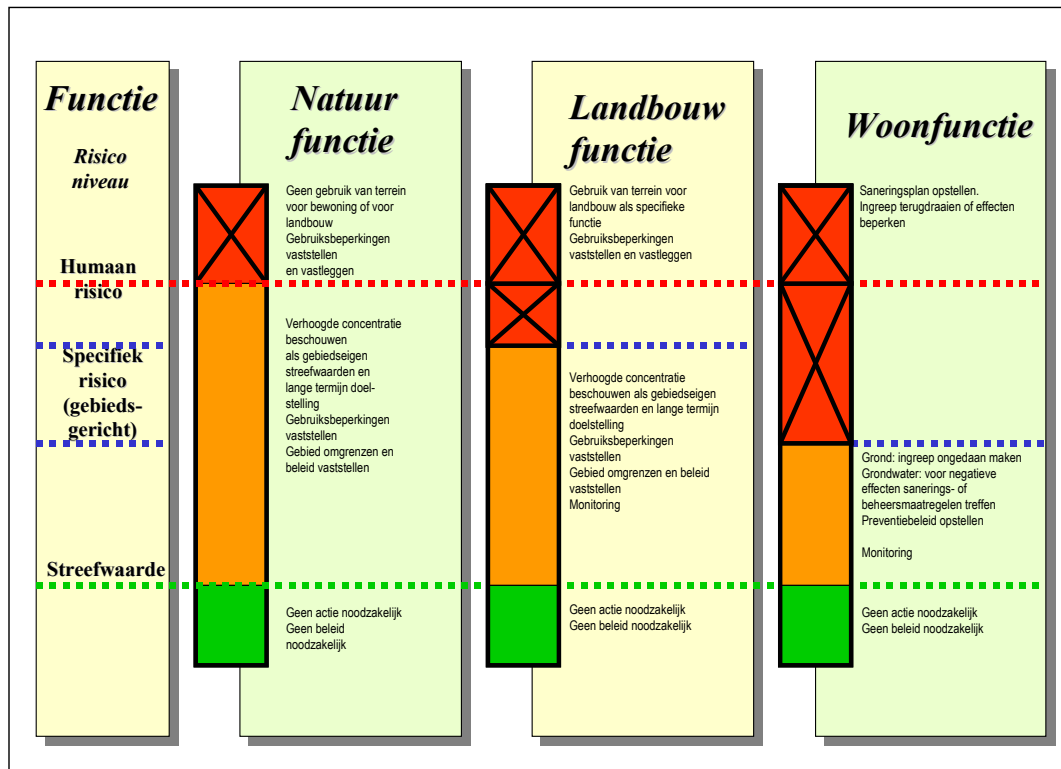 Functie
Risico
niveau
Humaan
risico
Specifiek
risico
(gebieds-
gericht)
Streefwaarde
Natuur
functie
Geen gebruik van terrein
voor bewoning of voor
landbouw
Gebruiksbeperkingen
vaststellen
en vastleggen
Verhoogde concentratie
beschouwen
als gebiedseigen
streefwaarden en
lange termijn doel-
stelling
Gebruiksbeperkingen
vaststellen
Gebied omgrenzen en
beleid vaststellen
Geen actie noodzakelijk
Geen beleid
noodzakelijk
Landbouw
functie
Gebruik van terrein voor
landbouw als specifieke
functie
Gebruiksbeperkingen
vaststellen en vastleggen
Verhoogde concentratie
beschouwen als gebiedseigen
streefwaarden en lange termijn
doelstelling
Gebruiksbeperkingen
vaststellen
Gebied omgrenzen en beleid
vaststellen
Monitoring
Geen actie noodzakelijk
Geen beleid noodzakelijk
Woonfunctie
Saneringsplan opstellen.
Ingreep terugdraaien of effecten
beperken
Grond: ingreep ongedaan maken
Grondwater: voor negatieve
effecten sanerings- of
beheersmaatregelen treffen
Preventiebeleid opstellen
Monitoring
Geen actie noodzakelijk
Geen beleid noodzakelijk